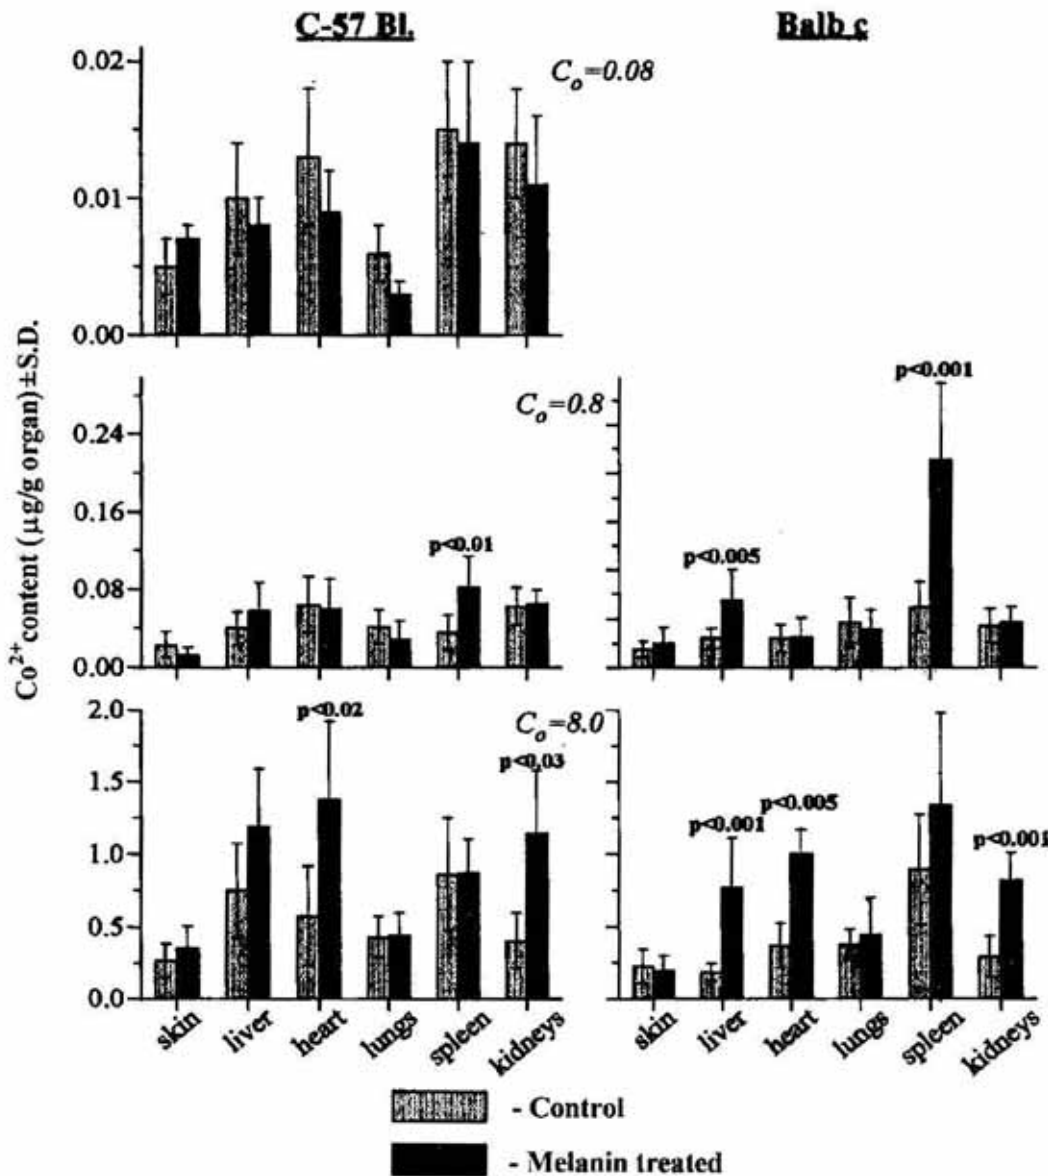 C-57 Bl.
Balb c
C_o=0.08
0.02
0.01
0.00
Co²⁺ content (μg/g organ) ± S.D.
C_o=0.8
p<0.001
0.24
0.16
p<0.01
p<0.005
0.08
0.00
2.0
p<0.02
C_o=8.0
p<0.03
1.5
p<0.001
p<0.005
p<0.001
1.0
0.5
0.0
skin liver heart lungs spleen kidneys
skin liver heart lungs spleen kidneys
- Control
- Melanin treated